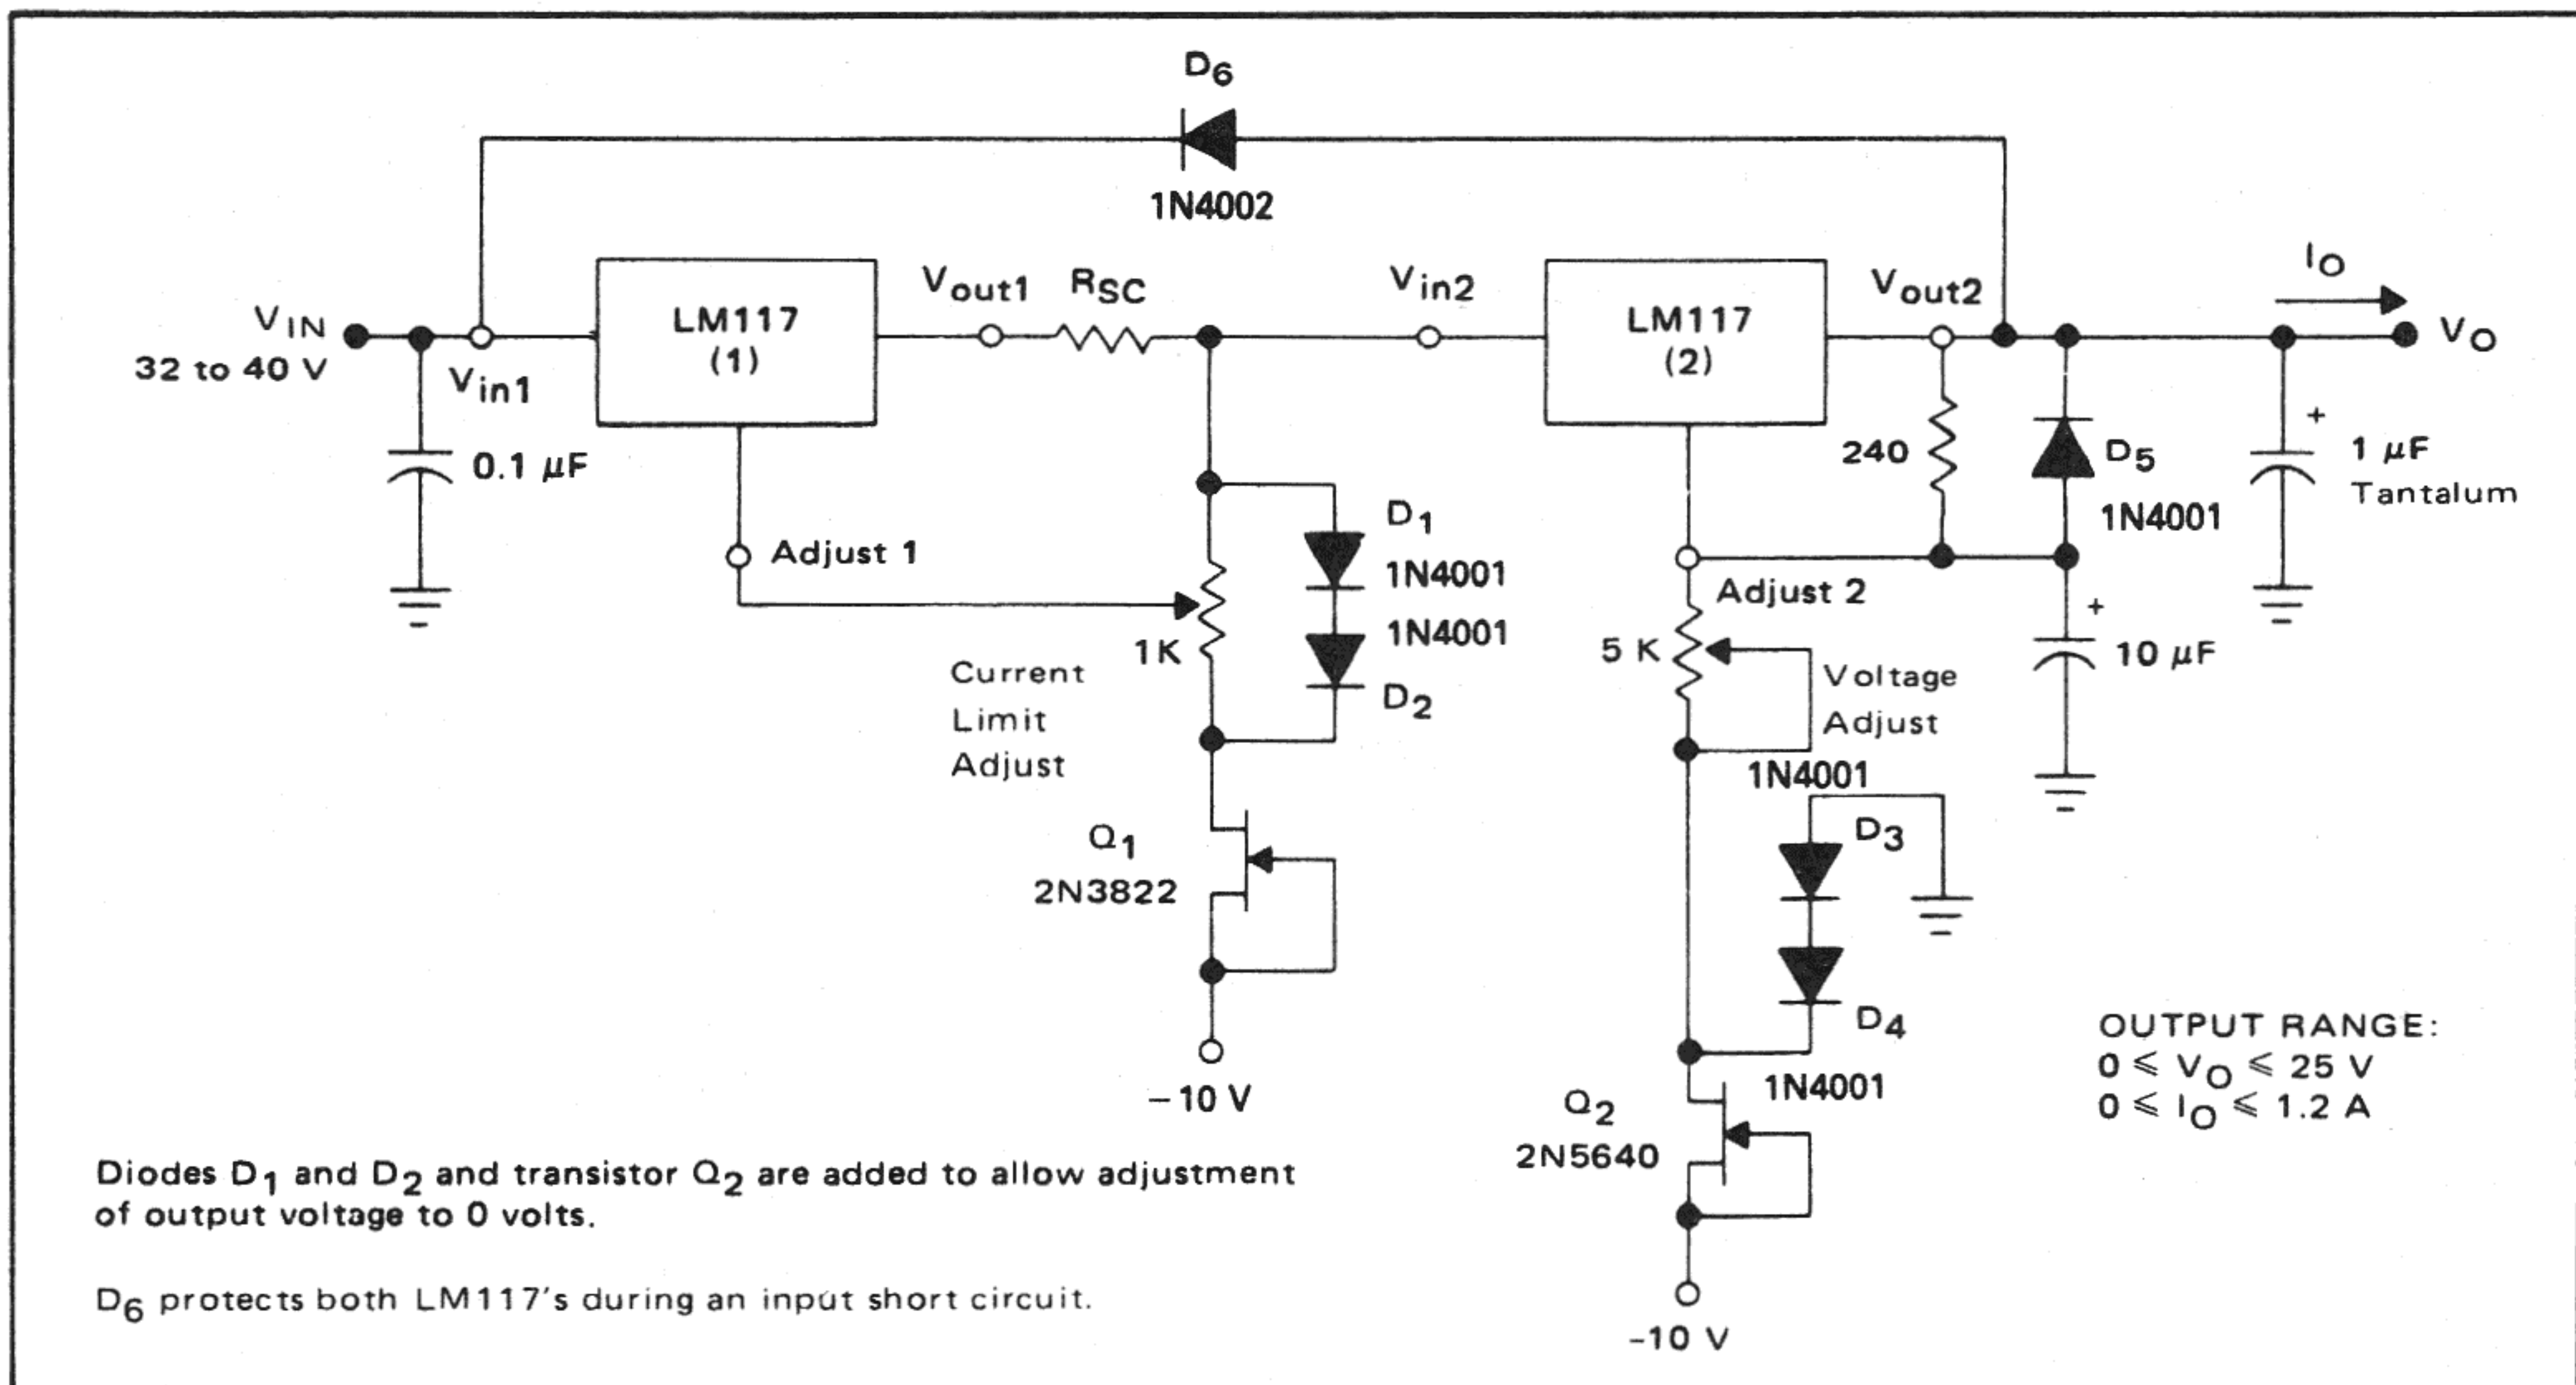 D6
1N4002
VIN
32 to 40 V
Vin1
LM117
(1)
Vout1
RSC
Vin2
LM117
(2)
Vout2
IO
VO
0.1 μF
Adjust 1
1K
Current
Limit
Adjust
D1
1N4001
1N4001
D2
Q1
2N3822
−10 V
240
D5
1N4001
+
1 μF
Tantalum
Adjust 2
5 K
Voltage
Adjust
+
10 μF
1N4001
D3
D4
1N4001
Q2
2N5640
-10 V
OUTPUT RANGE:
0 ⩽ VO ⩽ 25 V
0 ⩽ IO ⩽ 1.2 A
Diodes D1 and D2 and transistor Q2 are added to allow adjustment
of output voltage to 0 volts.
D6 protects both LM117's during an input short circuit.